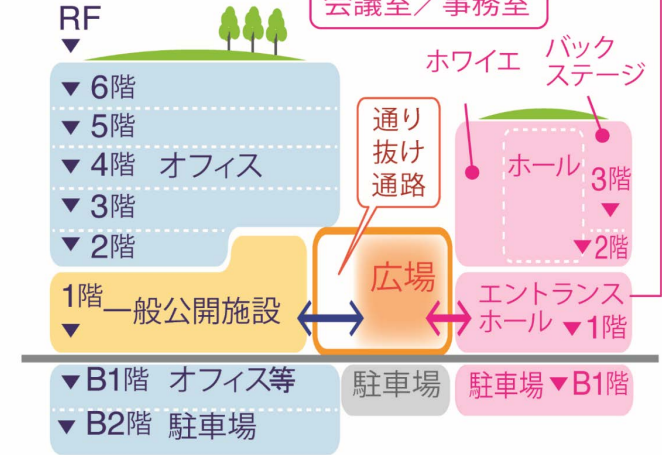 会議室／事務室
RF
▼
▼ 6階
▼ 5階
▼ 4階 オフィス
▼ 3階
▼ 2階
1階
▼
一般公開施設
▼ B1階 オフィス等
▼ B2階 駐車場
通り
抜け
通路
広場
駐車場
ホワイエ
バック
ステージ
ホール
3階
▼
▼2階
エントランス
ホール ▼1階
駐車場 ▼B1階